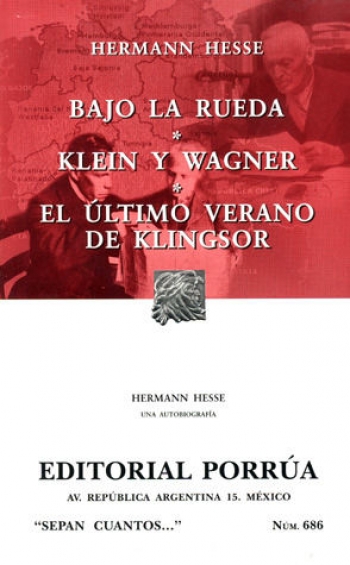 HERMANN HESSE
BAJO LA RUEDA
*
KLEIN Y WAGNER
*
EL ÚLTIMO VERANO
DE KLINGSOR
HERMANN HESSE
UNA AUTOBIOGRAFÍA
EDITORIAL PORRÚA
AV. REPÚBLICA ARGENTINA 15. MÉXICO
“SEPAN CUANTOS...” NÚM. 686